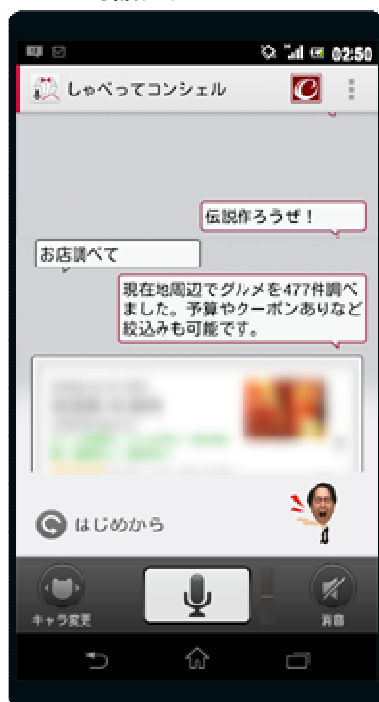 02:50
しゃべってコンシェル
伝説作ろうぜ！
お店調べて
現在地周辺でグルメを477件調べ
ました。予算やクーポンありなど
絞込みも可能です。
はじめから
キャラ変更
消音